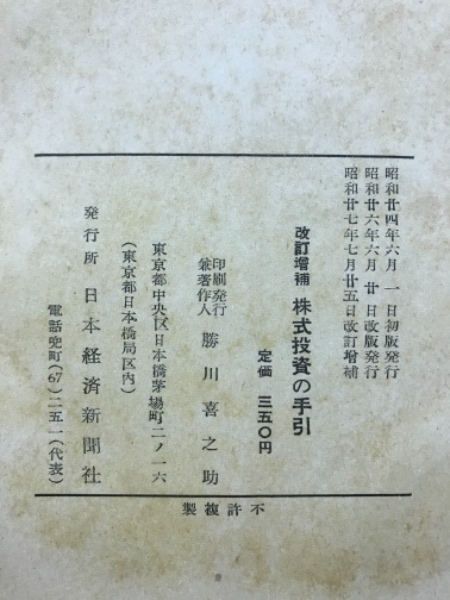 昭和廿四年六月 一 日初版発行
昭和廿六年六月 廿 日改版発行
昭和廿七年七月廿五日改訂増補
改訂増補 株式投資の手引
定価 三五〇円
印刷発行
兼著作人 勝川喜之助
東京都中央区日本橋茅場町二ノ一六
(東京都日本橋局区内)
発行所 日本経済新聞社
電話兜町(67)二五一(代表)
不許複製